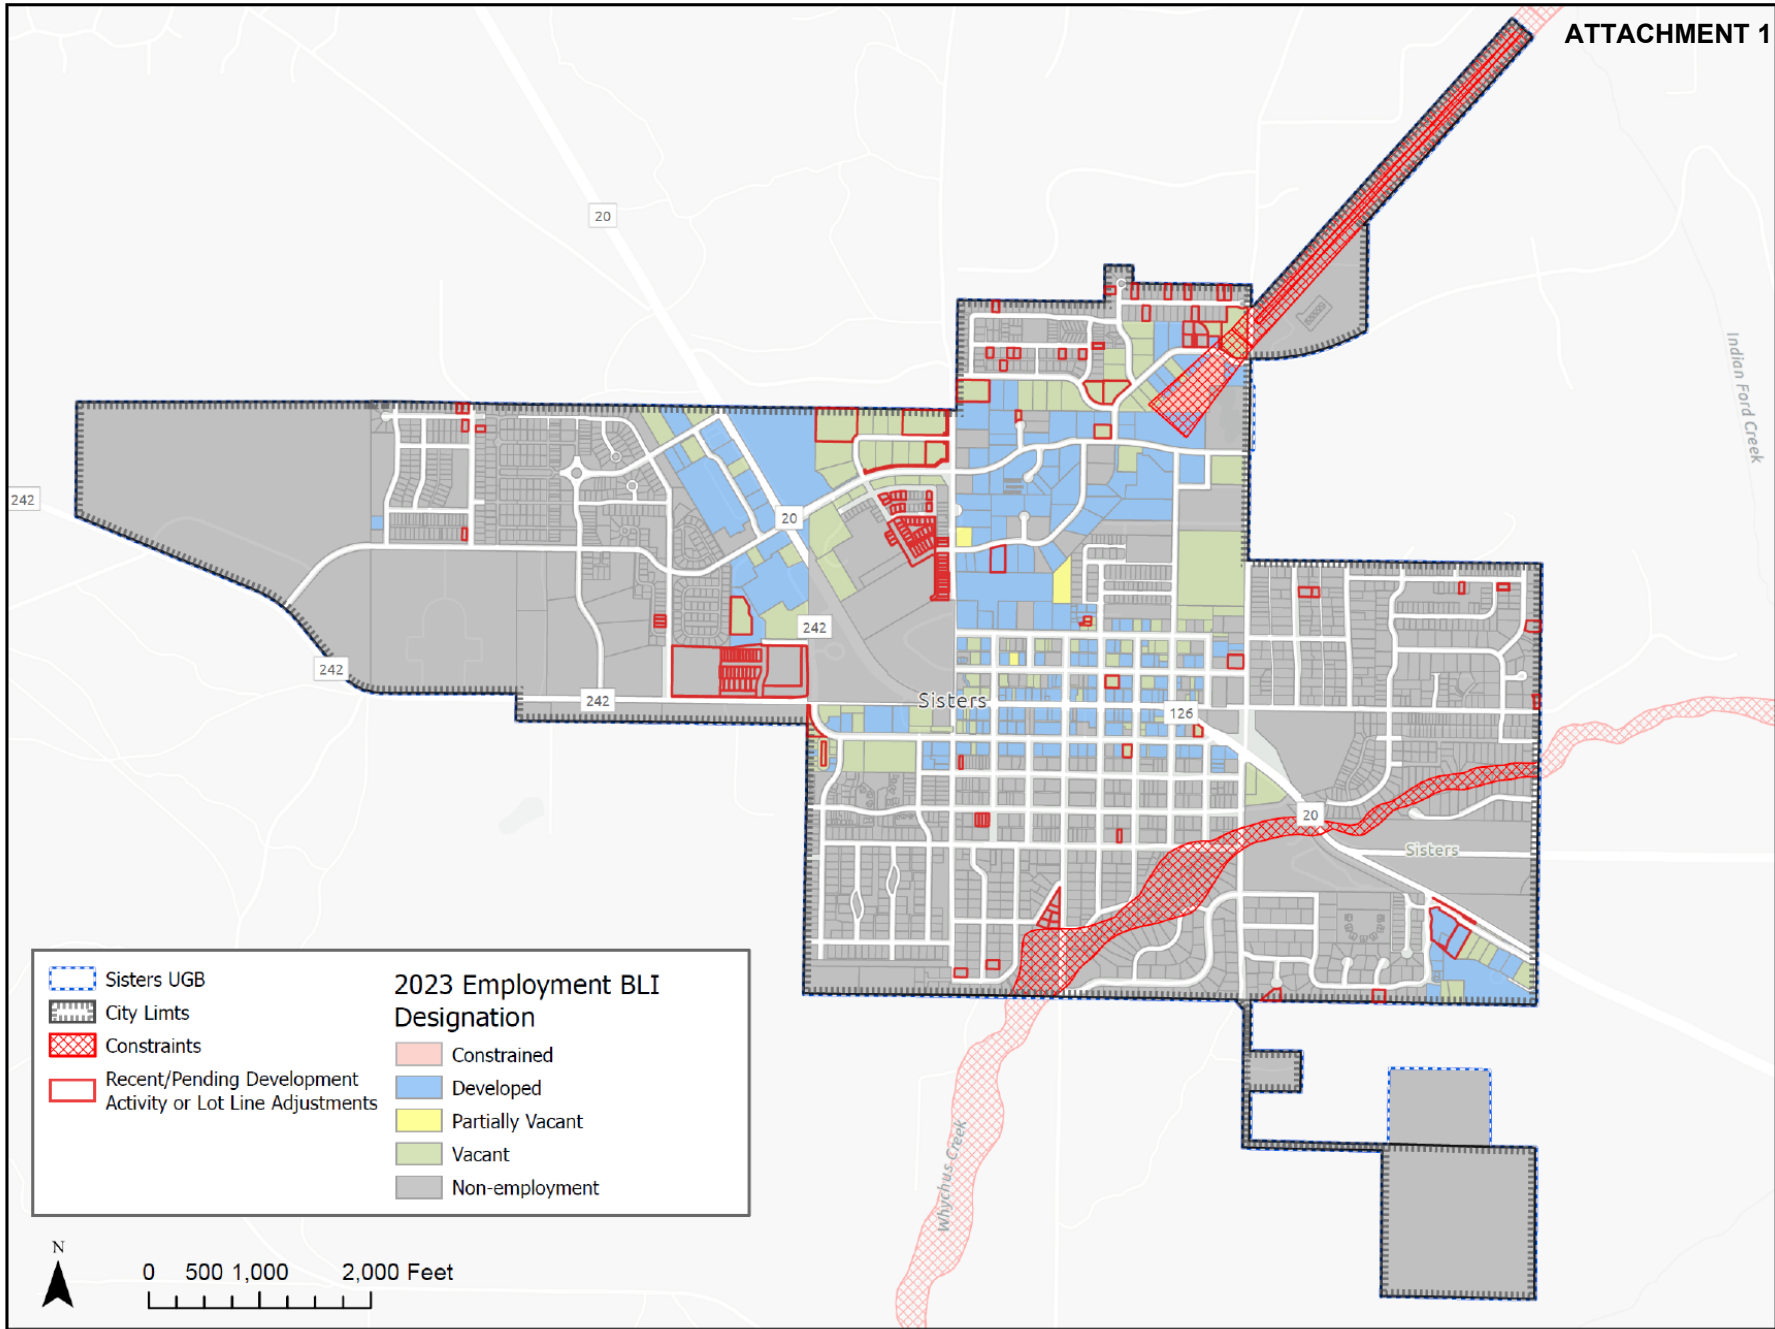 ATTACHMENT 1
20
Indian Ford Creek
242
20
242
242
242
Sisters
126
20
Sisters
Sisters UGB
City Limts
Constraints
Recent/Pending Development
Activity or Lot Line Adjustments
2023 Employment BLI
Designation
Constrained
Developed
Partially Vacant
Vacant
Non-employment
Whychus Creek
N
0 500 1,000 2,000 Feet